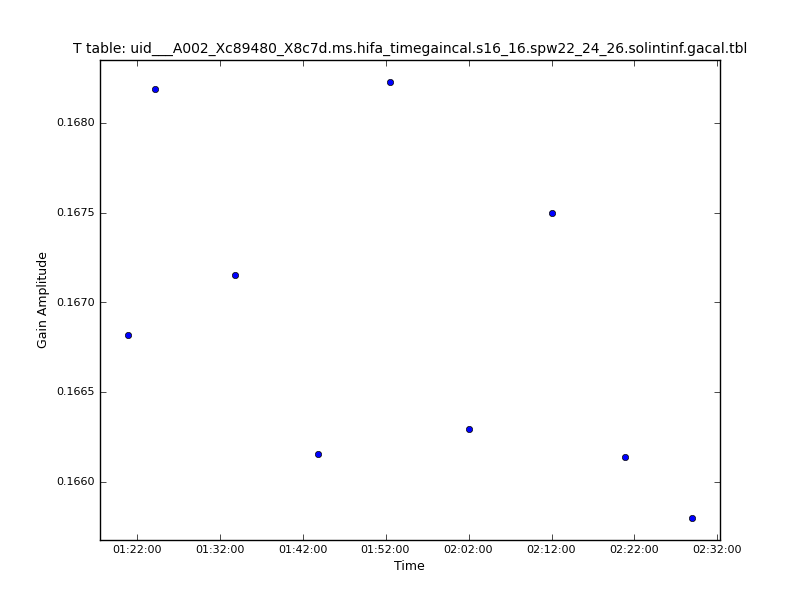 T table: uid___A002_Xc89480_X8c7d.ms.hifa_timegaincal.s16_16.spw22_24_26.solintinf.gacal.tbl
0.1680
0.1675
0.1670
0.1665
0.1660
Gain Amplitude
01:22:00 01:32:00 01:42:00 01:52:00 02:02:00 02:12:00 02:22:00 02:32:00
Time